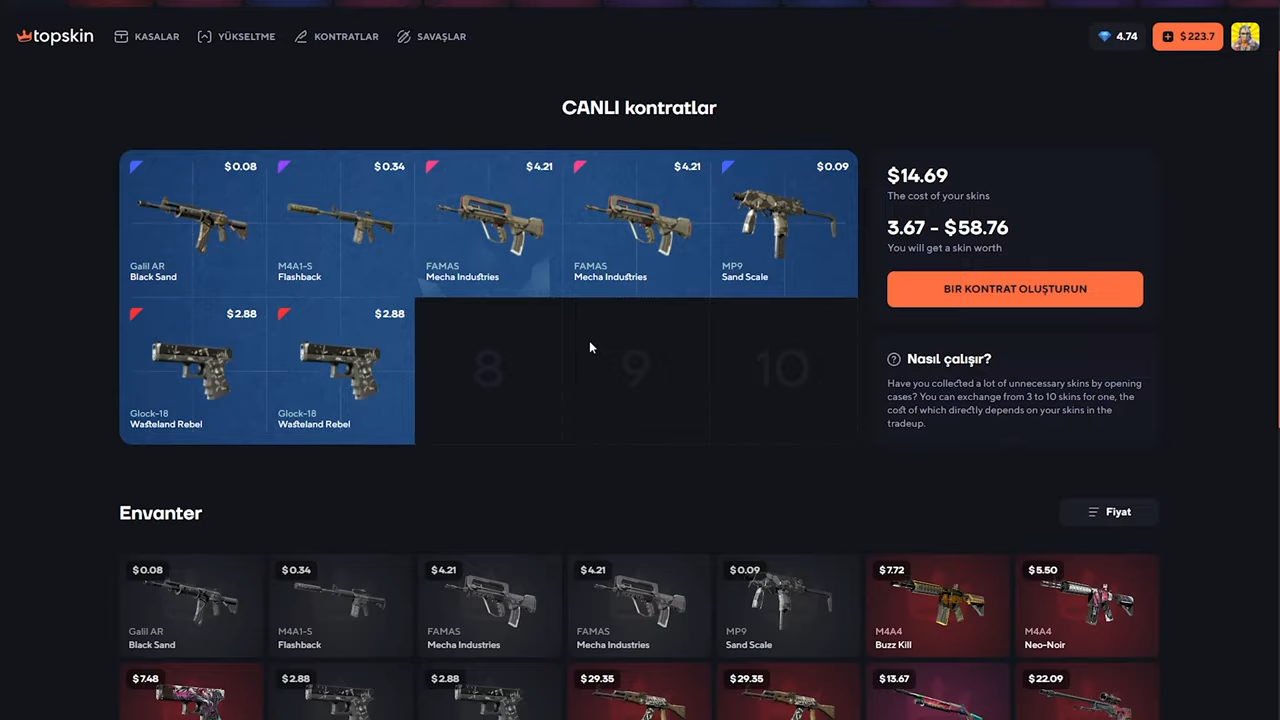 topskin
KASALAR
YÜKSELTME
KONTRATLAR
SAVAŞLAR
4.74
$ 223.7
CANLI kontratlar
$ 0.08
Galil AR
Black Sand
$ 0.34
M4A1-S
Flashback
$ 4.21
FAMAS
Mecha Industries
$ 4.21
FAMAS
Mecha Industries
$ 0.09
MP9
Sand Scale
$ 2.88
Glock-18
Wasteland Rebel
$ 2.88
Glock-18
Wasteland Rebel
8
9
10
$14.69
The cost of your skins
3.67 - $58.76
You will get a skin worth
BIR KONTRAT OLUŞTURUN
Nasıl çalışır?
Have you collected a lot of unnecessary skins by opening
cases? You can exchange from 3 to 10 skins for one, the
cost of which directly depends on your skins in the
tradeup.
Envanter
Fiyat
$ 0.08
Galil AR
Black Sand
$ 0.34
M4A1-S
Flashback
$ 4.21
FAMAS
Mecha Industries
$ 4.21
FAMAS
Mecha Industries
$ 0.09
MP9
Sand Scale
$ 7.72
M4A4
Buzz Kill
$ 5.50
M4A4
Neo-Noir
$ 7.48
$ 2.88
$ 2.88
$ 29.35
$ 29.35
$ 13.67
$ 22.09